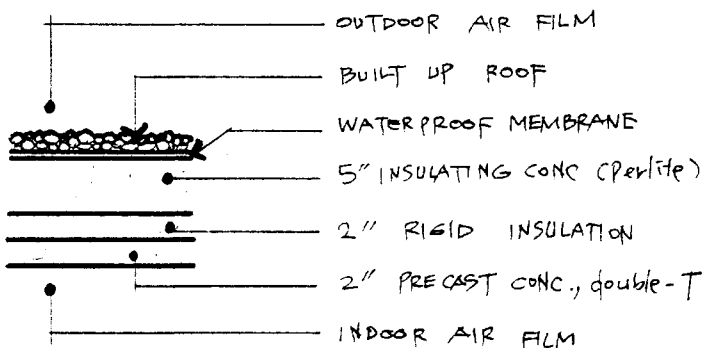 OUTDOOR AIR FILM
BUILT UP ROOF
WATERPROOF MEMBRANE
5" INSULATING CONC (Perlite)
2" RIGID INSULATION
2" PRECAST CONC., double-T
INDOOR AIR FILM